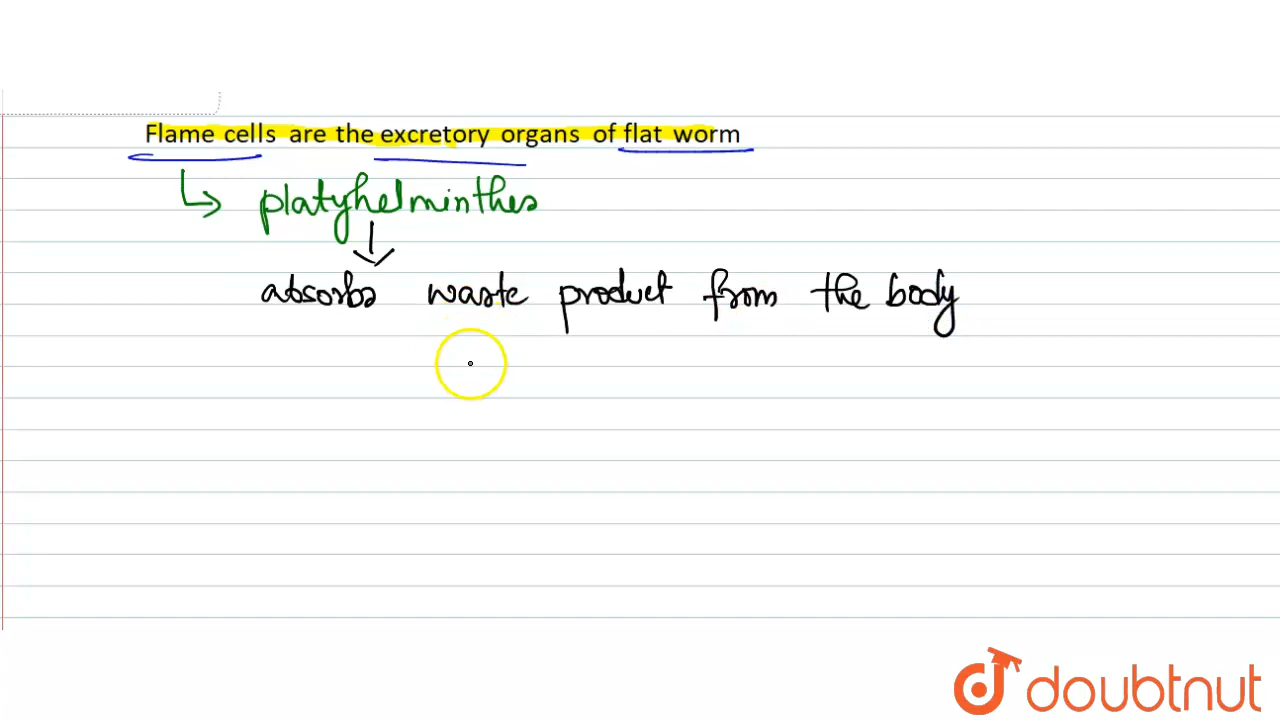 Flame cells are the excretory organs of flat worm
platyhelminthes
absorbs waste product from the body
doubtnut